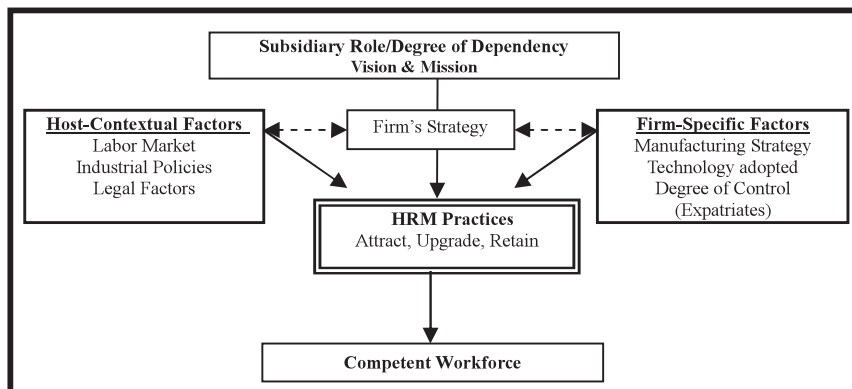 Subsidiary Role/Degree of Dependency
Vision & Mission
Host-Contextual Factors
Labor Market
Industrial Policies
Legal Factors
Firm’s Strategy
Firm-Specific Factors
Manufacturing Strategy
Technology adopted
Degree of Control
(Expatriates)
HRM Practices
Attract, Upgrade, Retain
Competent Workforce